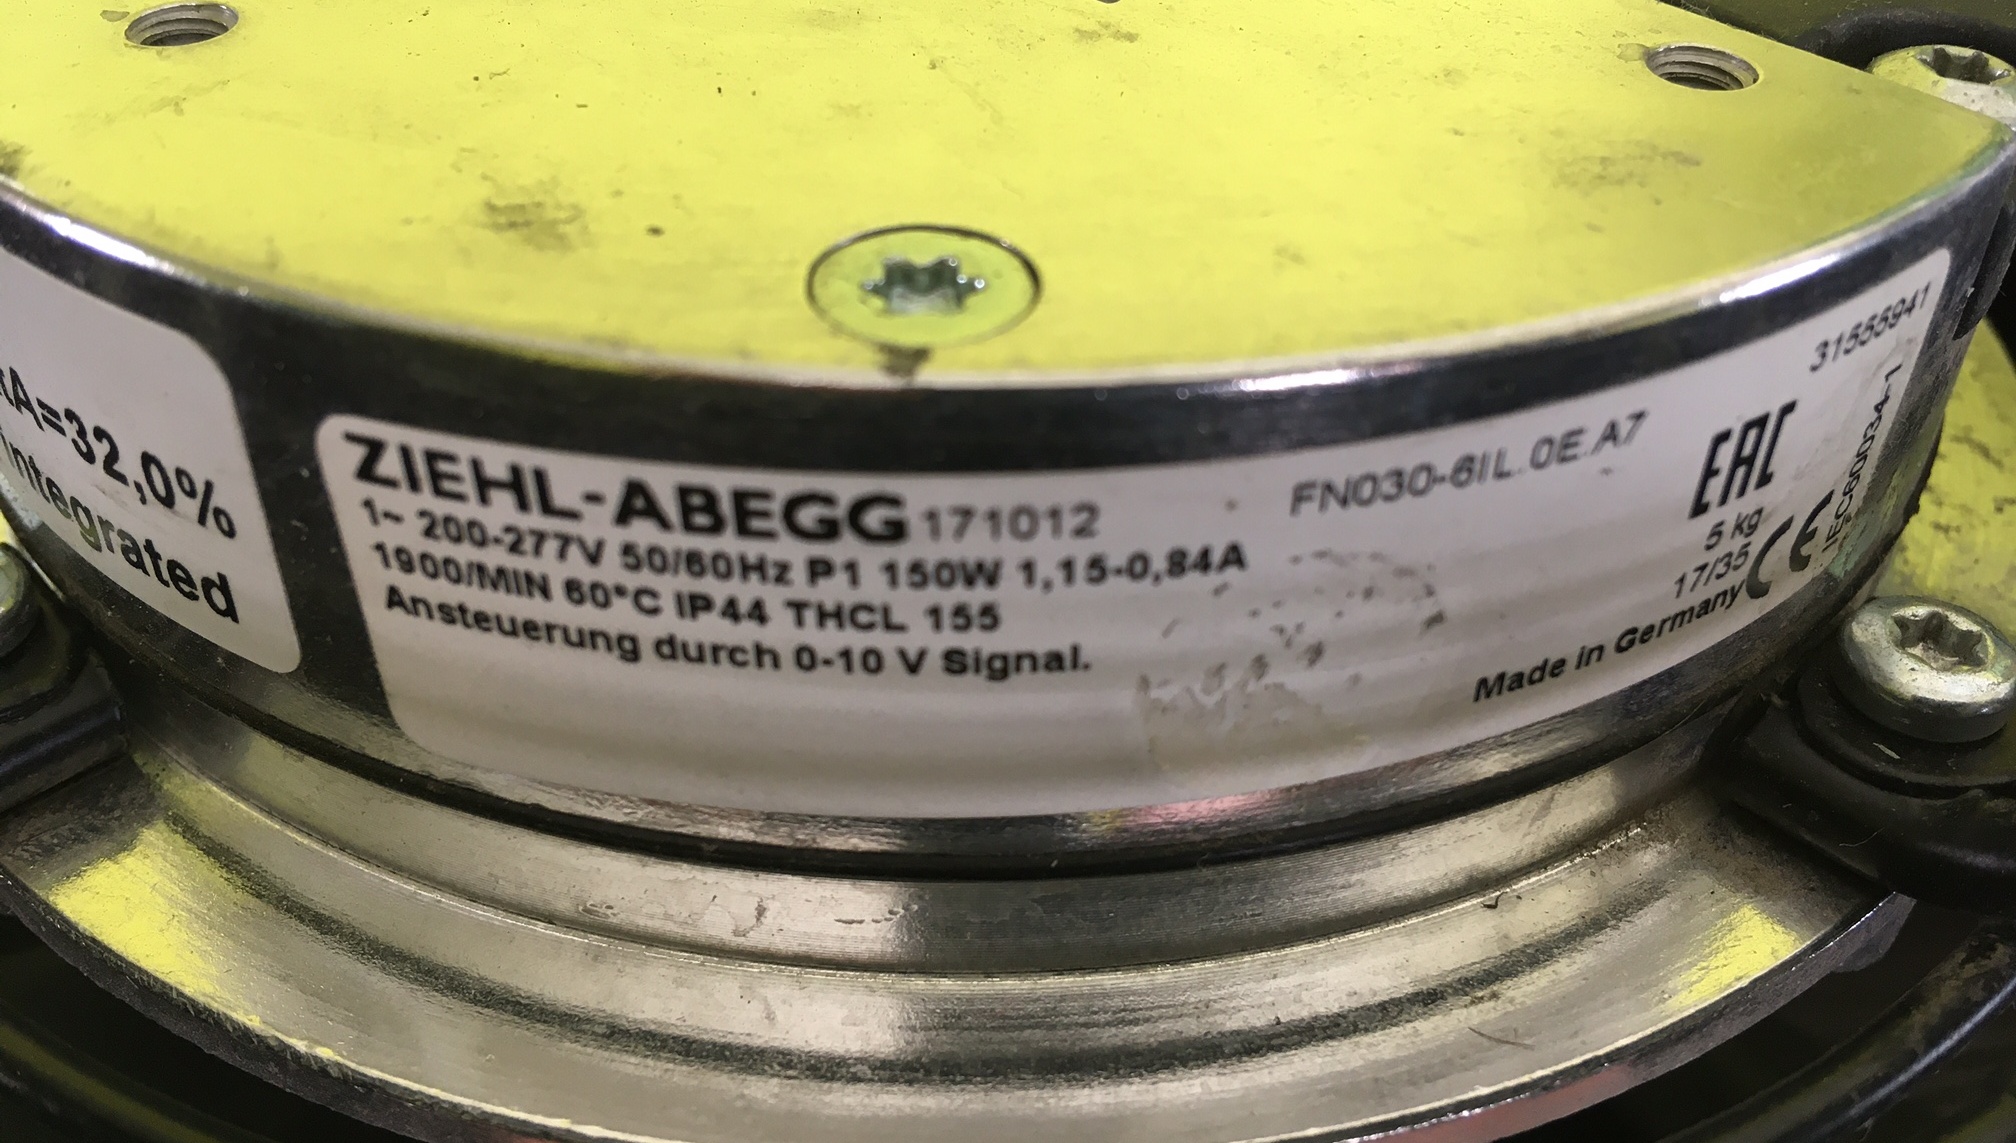 A=32,0%
integrated
ZIEHL-ABEGG 171012
1~ 200-277V 50/60Hz P1 150W 1,15-0,84A
1900/MIN 60°C IP44 THCL 155
Ansteuerung durch 0-10 V Signal.
FN030-6IL.0E.A7
31555941
EAC
5 kg
17/35
CE
IEC60034-1
Made in Germany